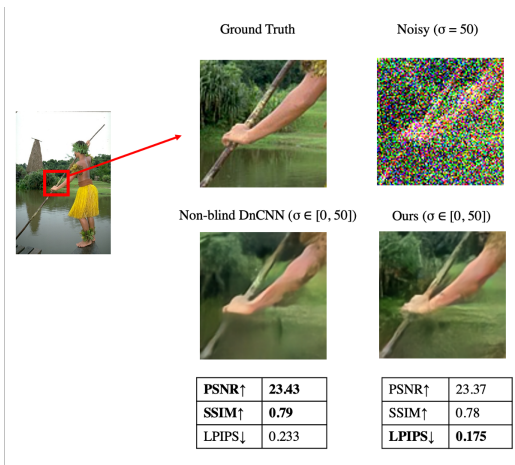 Ground Truth
Noisy (σ = 50)
Non-blind DnCNN (σ ∈ [0, 50])
Ours (σ ∈ [0, 50])
PSNR↑ 23.43
SSIM↑ 0.79
LPIPS↓ 0.233
PSNR↑ 23.37
SSIM↑ 0.78
LPIPS↓ 0.175